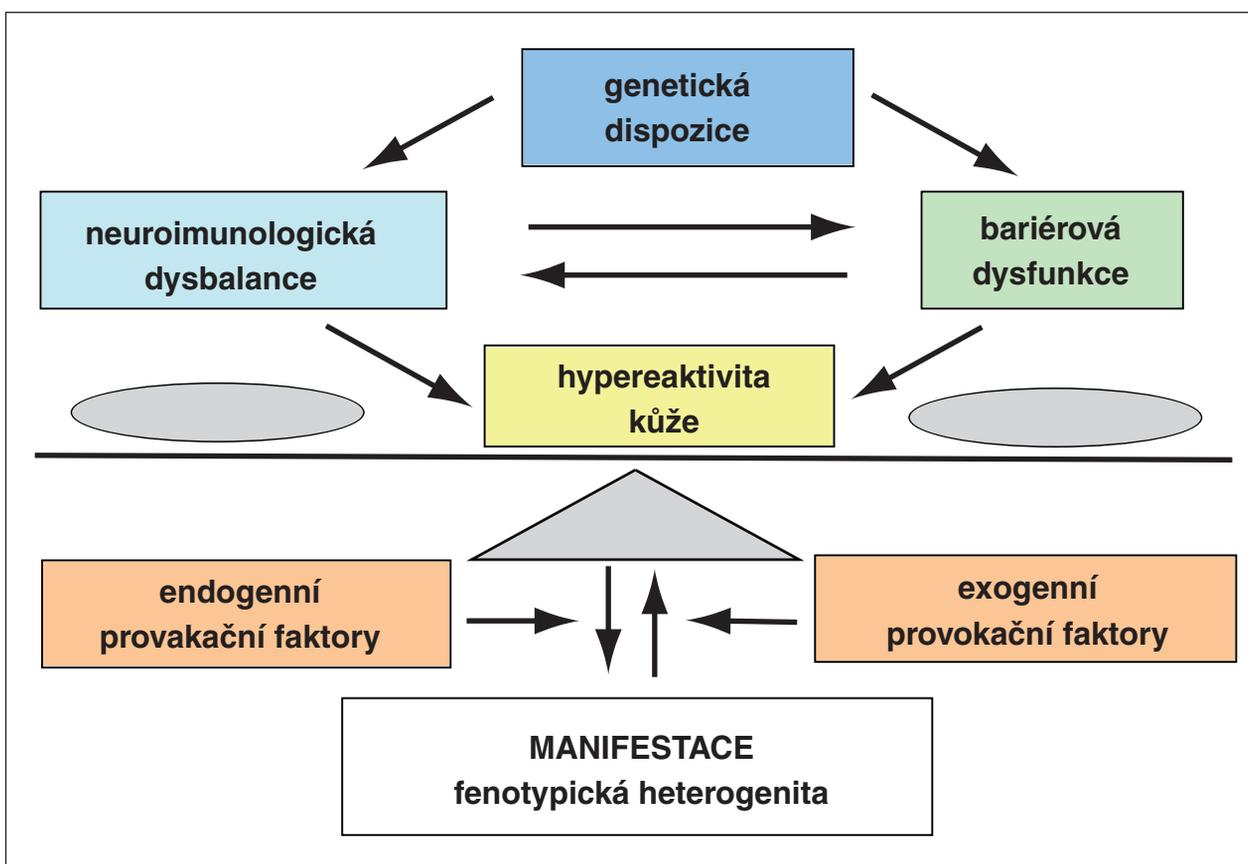 genetická
dispozice
neuroimunologická
dysbalance
bariérová
dysfunkce
hypereaktivita
kůže
endogenní
provakační faktory
exogenní
provokační faktory
MANIFESTACE
fenotypická heterogenita